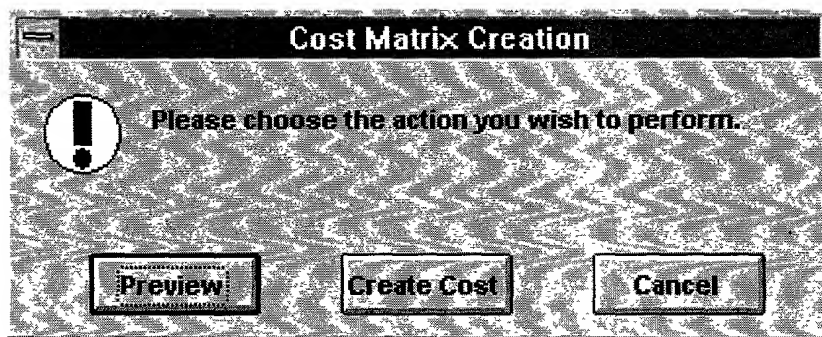 Cost Matrix Creation
Please choose the action you wish to perform.
Preview
Create Cost
Cancel